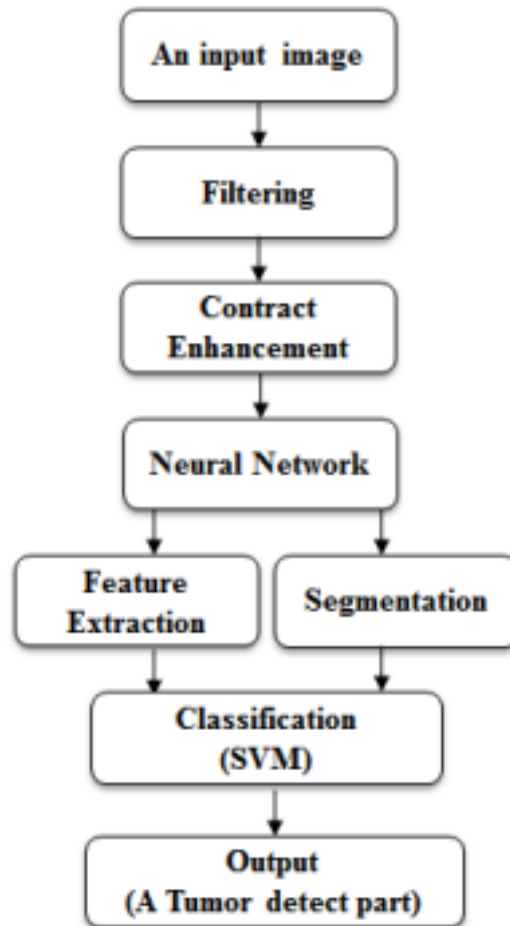 An input image
Filtering
Contract
Enhancement
Neural Network
Feature
Extraction
Segmentation
Classification
(SVM)
Output
(A Tumor detect part)